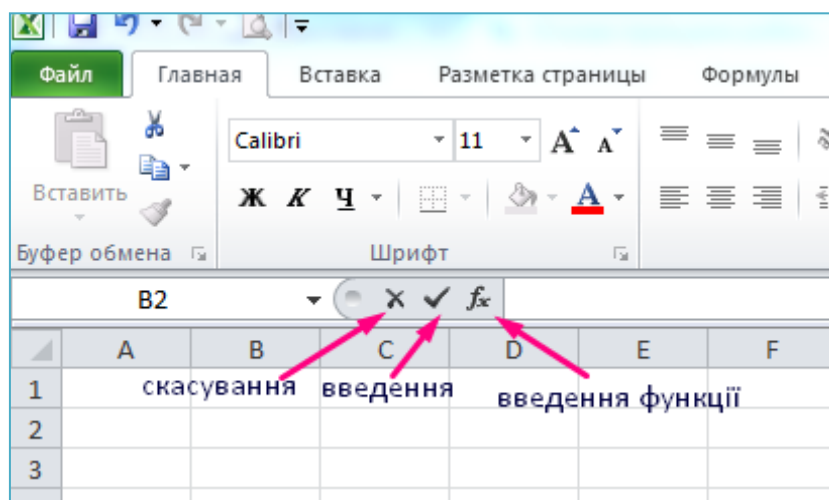 Файл Главная Вставка Разметка страницы Формулы
Calibri 11 А А
Вставить Ж К Ч А
Буфер обмена Шрифт
B2 fx
A B C D E F
1 скасування введення введення функції
2
3